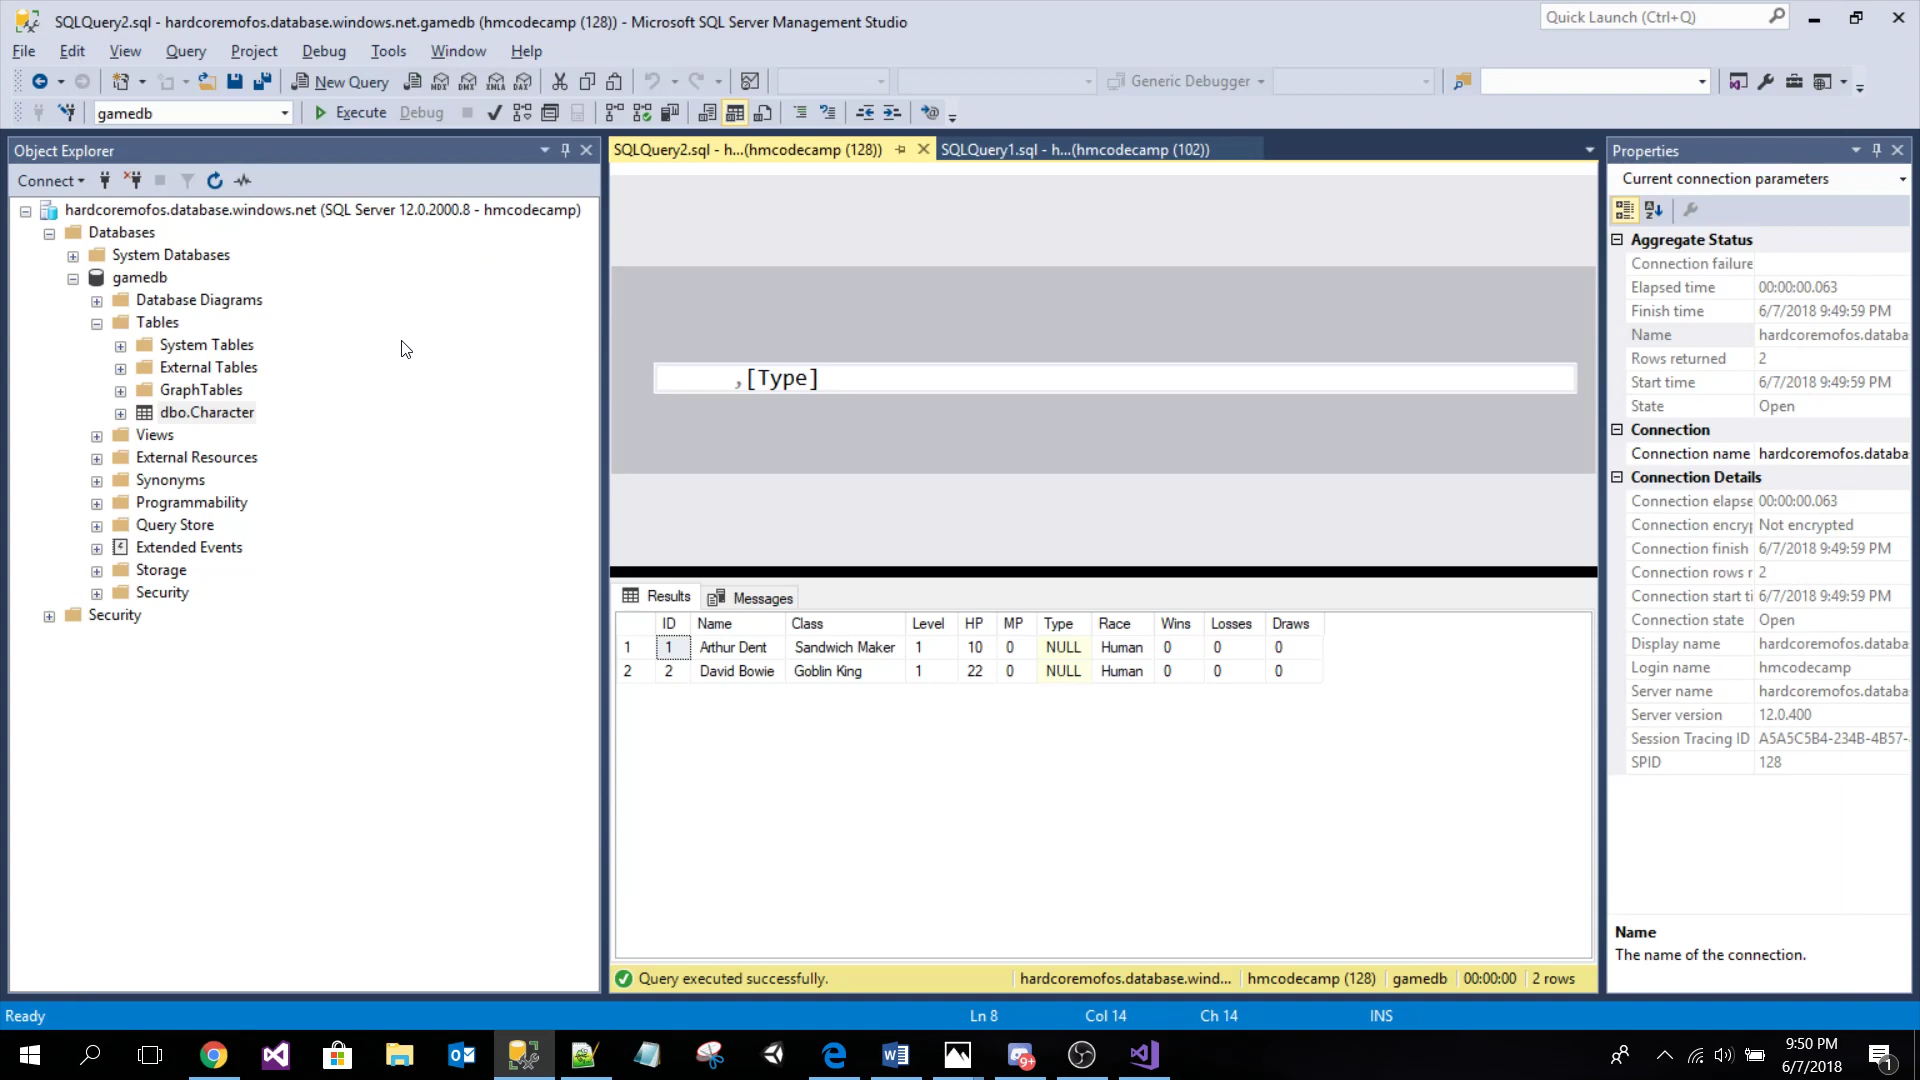 SQLQuery2.sql - hardcoremofos.database.windows.net.gamedb (hmcodecamp (128)) - Microsoft SQL Server Management Studio
Quick Launch (Ctrl+Q)
File Edit View Query Project Debug Tools Window Help
New Query
MDX DMX XMLA DAX
Generic Debugger
gamedb
Execute Debug
Object Explorer
Connect
hardcoremofos.database.windows.net (SQL Server 12.0.2000.8 - hmcodecamp)
Databases
System Databases
gamedb
Database Diagrams
Tables
System Tables
External Tables
GraphTables
dbo.Character
Views
External Resources
Synonyms
Programmability
Query Store
Extended Events
Storage
Security
Security
SQLQuery2.sql - h...(hmcodecamp (128))
SQLQuery1.sql - h...(hmcodecamp (102))
,[Type]
Results Messages
ID Name Class Level HP MP Type Race Wins Losses Draws
1 1 Arthur Dent Sandwich Maker 1 10 0 NULL Human 0 0 0
2 2 David Bowie Goblin King 1 22 0 NULL Human 0 0 0
Query executed successfully.
hardcoremofos.database.wind... hmcodecamp (128) gamedb 00:00:00 2 rows
Properties
Current connection parameters
Aggregate Status
Connection failure
Elapsed time 00:00:00.063
Finish time 6/7/2018 9:49:59 PM
Name hardcoremofos.databa
Rows returned 2
Start time 6/7/2018 9:49:59 PM
State Open
Connection
Connection name hardcoremofos.databa
Connection Details
Connection elapse 00:00:00.063
Connection encry Not encrypted
Connection finish 6/7/2018 9:49:59 PM
Connection rows r 2
Connection start ti 6/7/2018 9:49:59 PM
Connection state Open
Display name hardcoremofos.databa
Login name hmcodecamp
Server name hardcoremofos.databa
Server version 12.0.400
Session Tracing ID A5A5C5B4-234B-4B57-
SPID 128
Name
The name of the connection.
Ready
Ln 8 Col 14 Ch 14 INS
9+
9:50 PM
6/7/2018
1